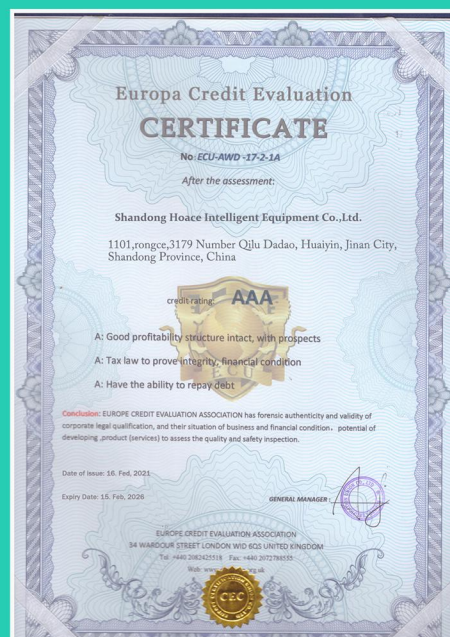 Europa Credit Evaluation
CERTIFICATE
No: ECU-AWD -17-2-1A
After the assessment:
Shandong Hoace Intelligent Equipment Co.,Ltd.
1101,rongce,3179 Number Qilu Dadao, Huaiyin, Jinan City,
Shandong Province, China
credit rating: AAA
A: Good profitability structure intact, with prospects
A: Tax law to prove integrity, financial condition
A: Have the ability to repay debt
ECU
Conclusion: EUROPE CREDIT EVALUATION ASSOCIATION has forensic authenticity and validity of
corporate legal qualification, and their situation of business and financial condition、potential of
developing ,product (services) to assess the quality and safety inspection.
Date of issue: 16. Fed, 2021
Expiry Date: 15. Feb, 2026
GENERAL MANAGER :
EUROPE CREDIT EVALUATION ASSOCIATION
54 WARDOUR STREET LONDON WID 6QS UNITED KINGDOM
Tel: +440 2082425518 Fax: +440 2072788555
Web:
CEC